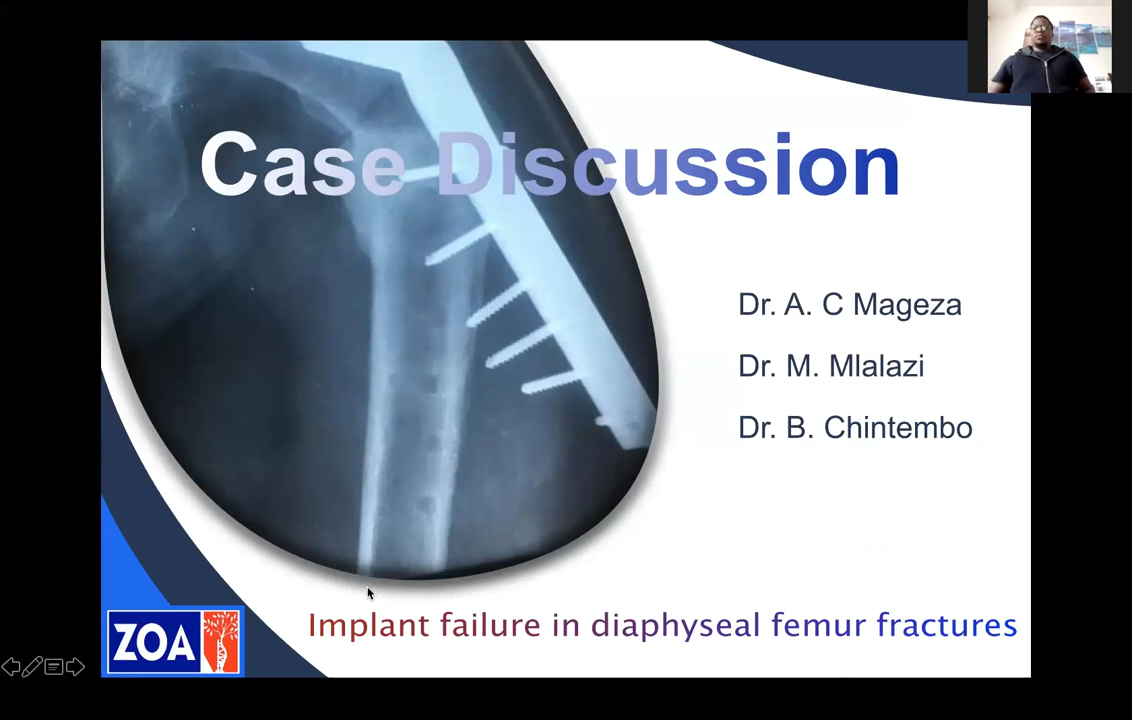 Case Discussion
Dr. A. C Mageza
Dr. M. Mlalazi
Dr. B. Chintembo
Implant failure in diaphyseal femur fractures
ZOA